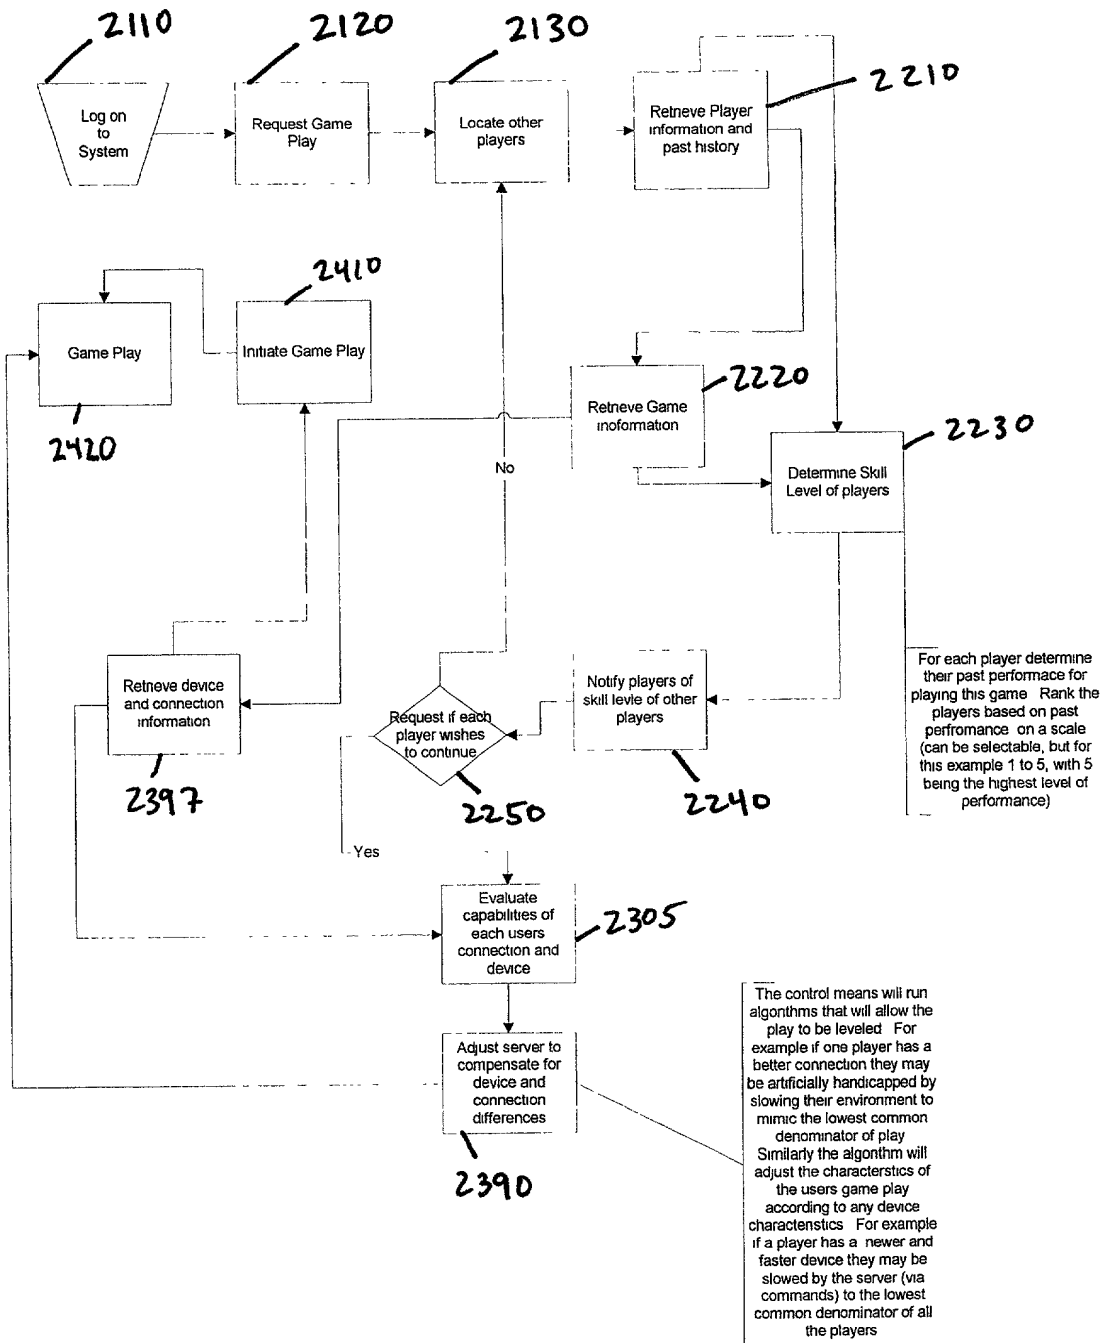 2110
2120
2130
2210
Log on
to
System
Request Game
Play
Locate other
players
Retrieve Player
information and
past history
2410
Game Play
Initiate Game Play
2420
2220
Retrieve Game
inoformation
2230
Determine Skill
Level of players
No
Retrieve device
and connection
information
2397
Request if each
player wishes
to continue
2250
Notify players of
skill levle of other
players
2240
For each player determine
their past performace for
playing this game Rank the
players based on past
perfromance on a scale
(can be selectable, but for
this example 1 to 5, with 5
being the highest level of
performance)
Yes
Evaluate
capabilities of
each users
connection and
device
2305
Adjust server to
compensate for
device and
connection
differences
2390
The control means will run
algorithms that will allow the
play to be leveled For
example if one player has a
better connection they may
be artificially handicapped by
slowing their environment to
mimic the lowest common
denominator of play
Similarly the algorithm will
adjust the characterstics of
the users game play
according to any device
characteristics For example
if a player has a newer and
faster device they may be
slowed by the server (via
commands) to the lowest
common denominator of all
the players